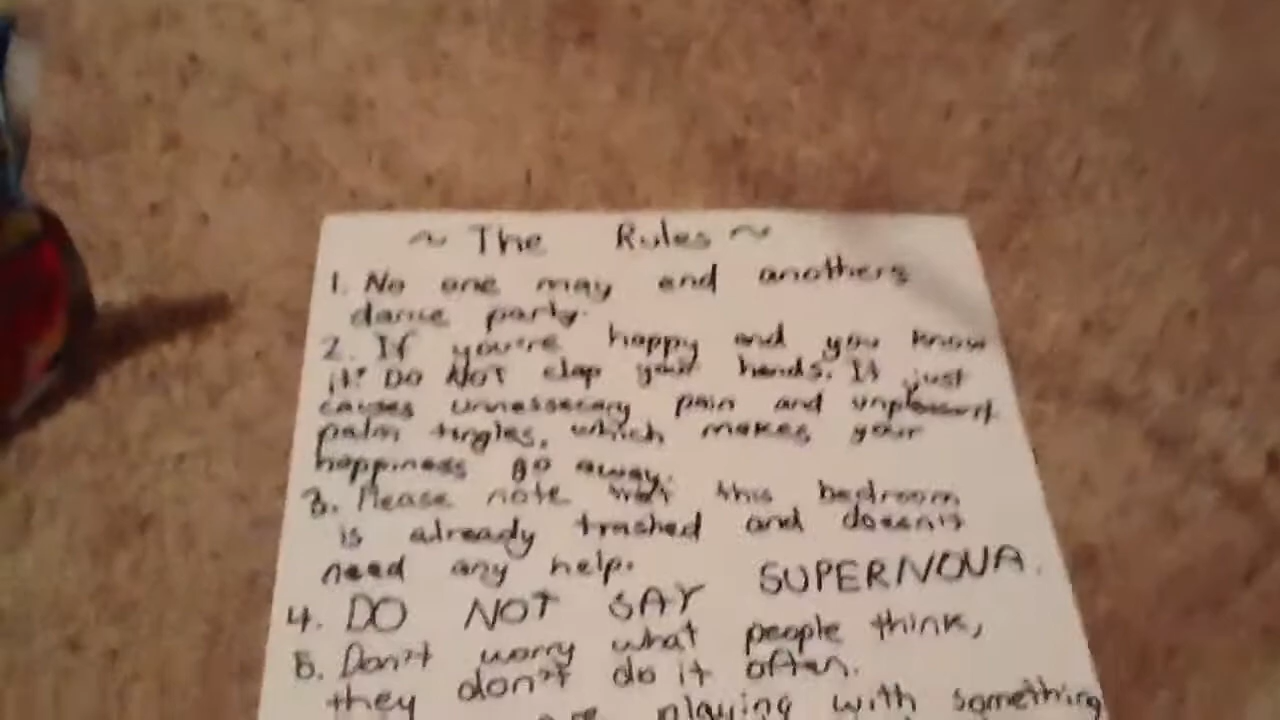 ~ The Rules ~
1. No one may end anothers
dance party.
2. If you're happy and you know
it? DO NOT clap your hands. It just
causes unnessecary pain and unpleasant
palm tingles, which makes your
happiness go away.
3. Please note that this bedroom
is already trashed and doesn't
need any help.
4. DO NOT SAY SUPERNOVA.
5. Don't worry what people think,
they don't do it often.
are playing with something